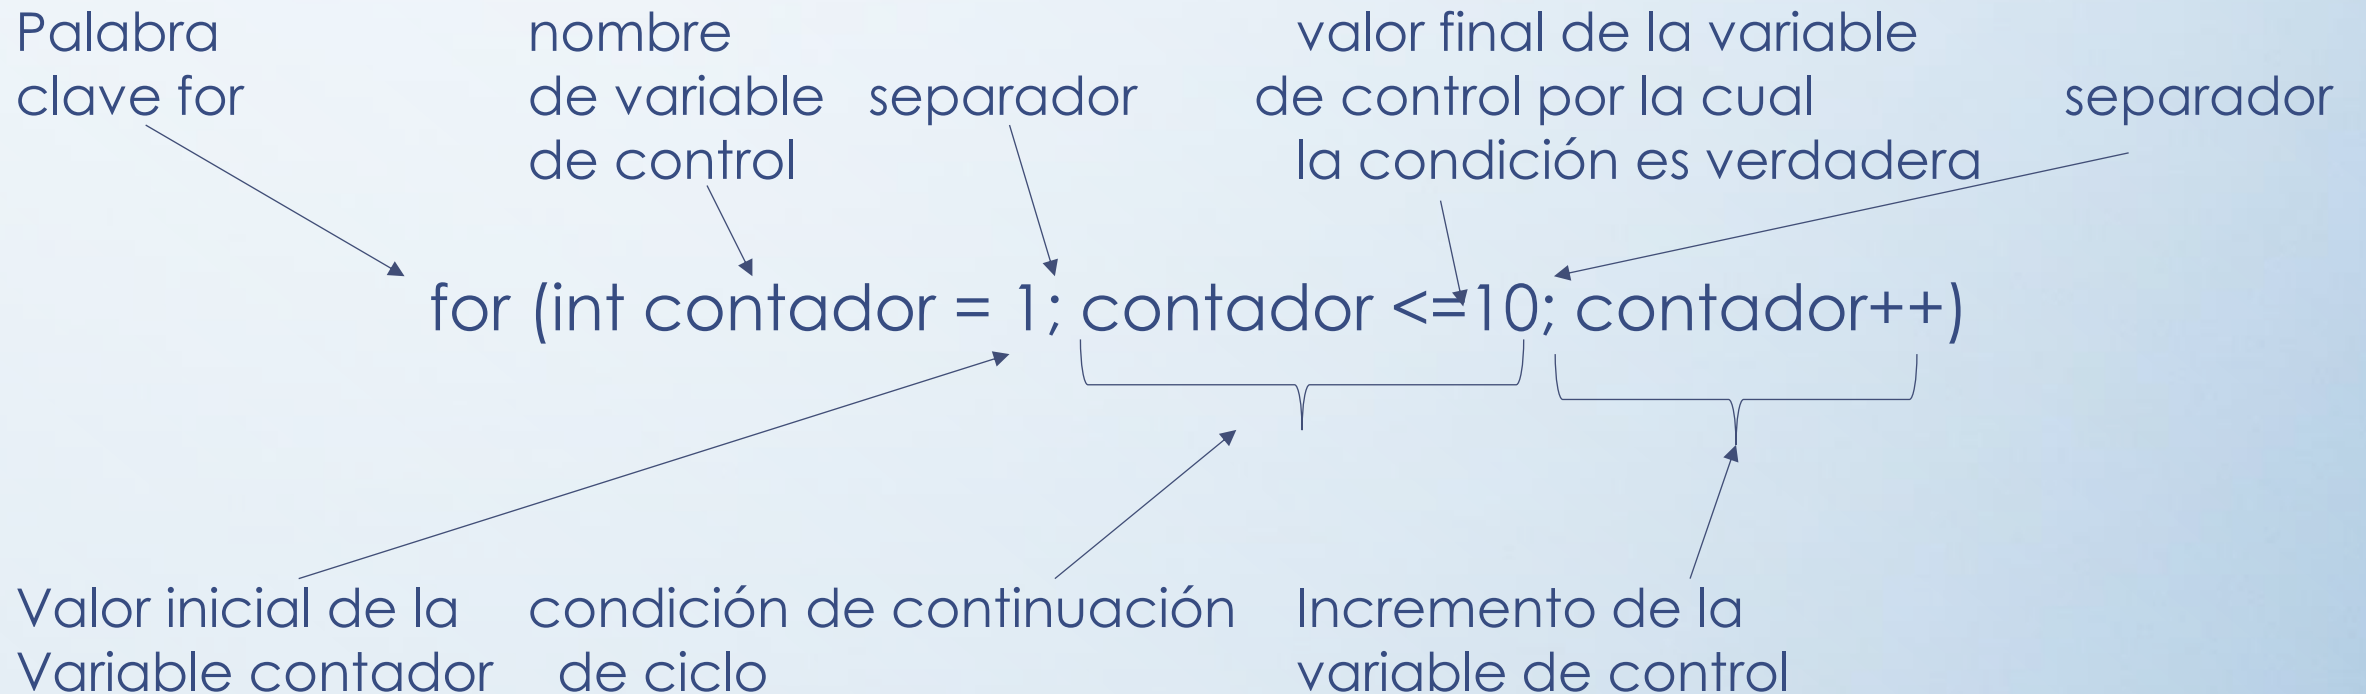 Palabra
clave for
nombre
de variable
de control
separador
valor final de la variable
de control por la cual
la condición es verdadera
separador
for (int contador = 1; contador <=10; contador++)
Valor inicial de la
Variable contador
condición de continuación
de ciclo
Incremento de la
variable de control